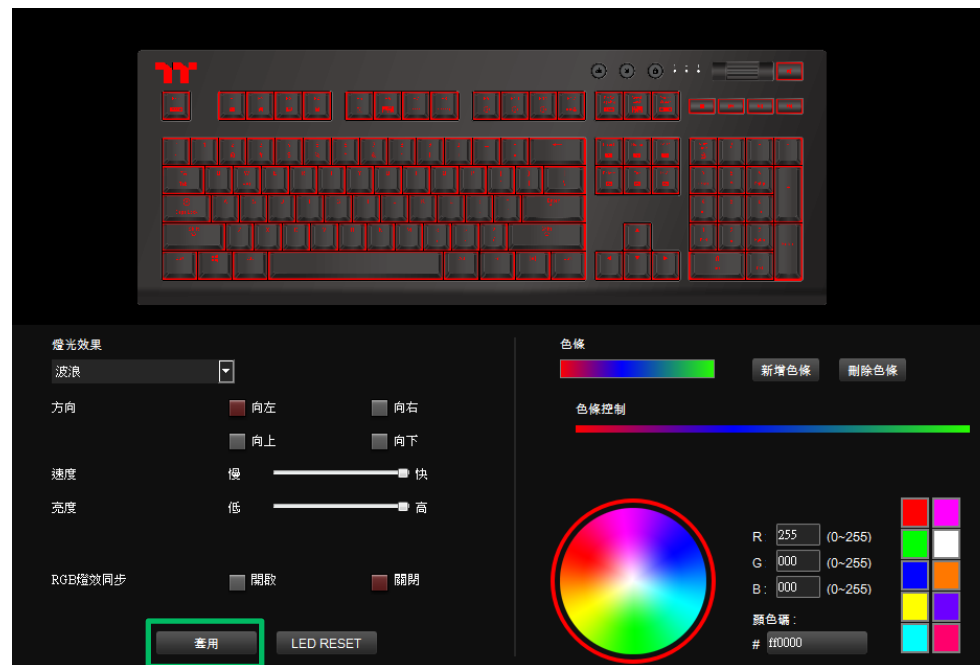 燈光效果
波浪
方向
向左
向右
向上
向下
速度
慢
快
亮度
低
高
RGB燈效同步
開啟
關閉
套用
LED RESET
色條
新增色條
刪除色條
色條控制
R: 255 (0~255)
G: 000 (0~255)
B: 000 (0~255)
顏色碼 :
# ff0000